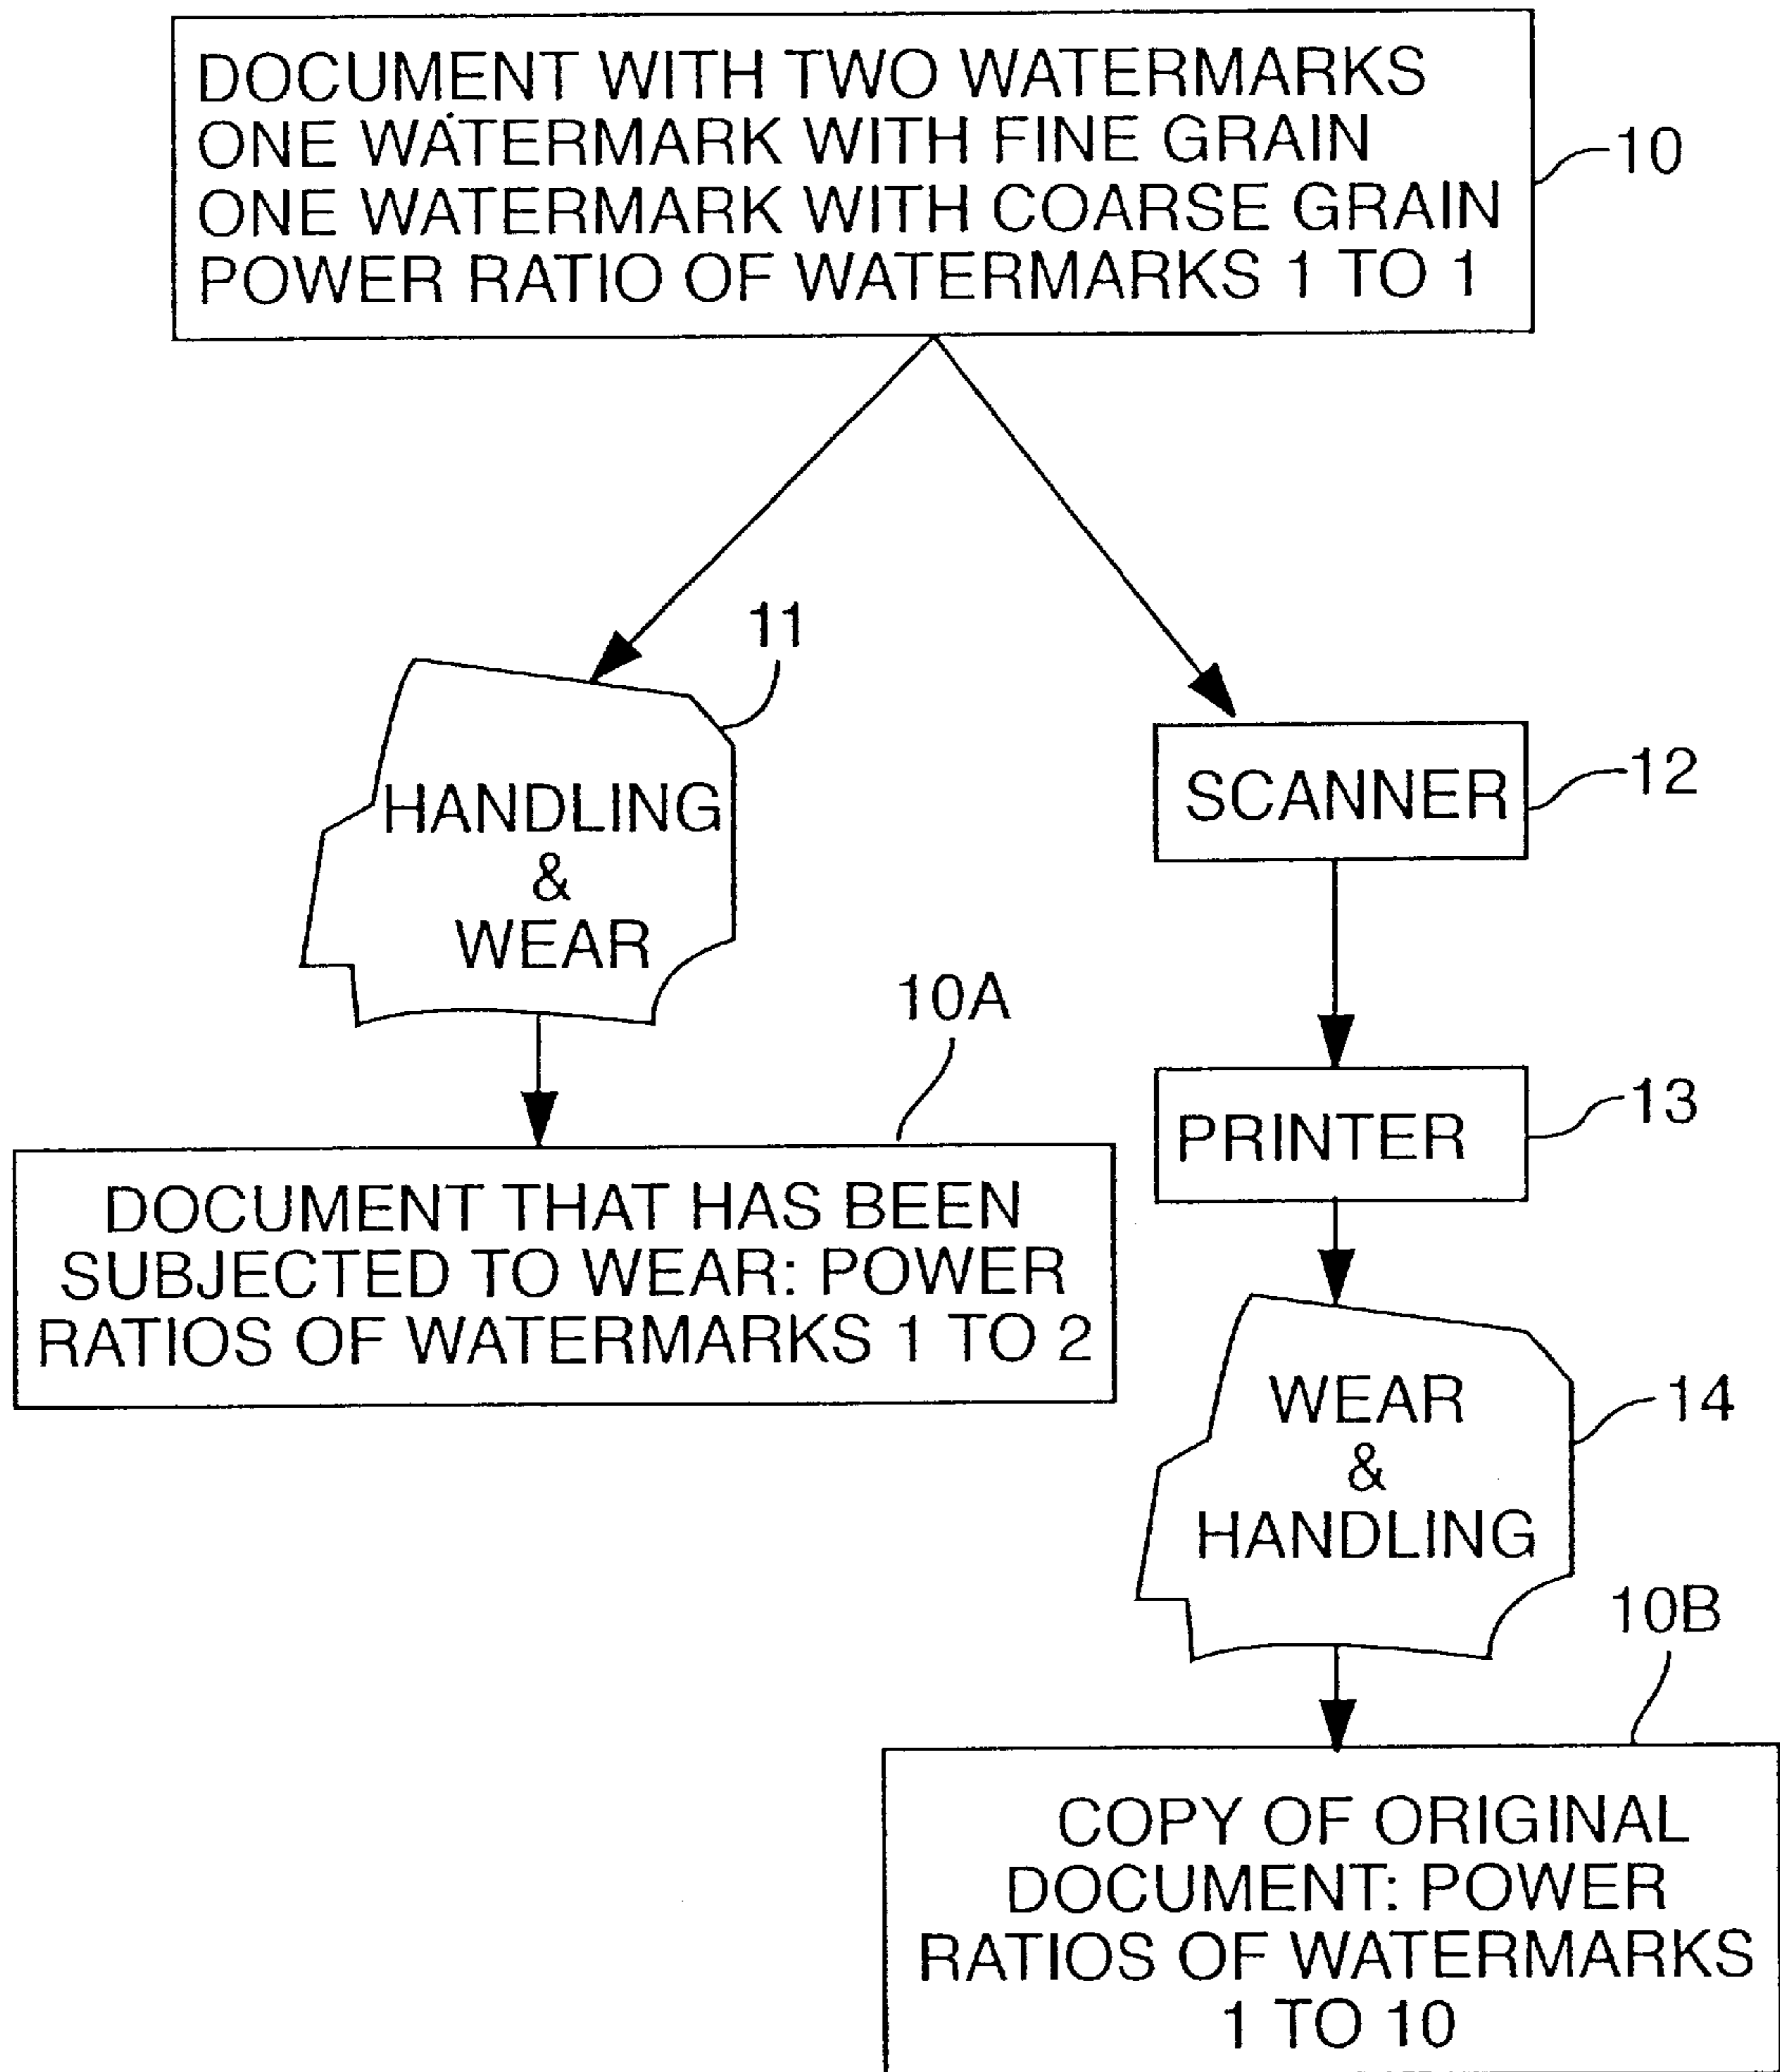 DOCUMENT WITH TWO WATERMARKS
ONE WATERMARK WITH FINE GRAIN
ONE WATERMARK WITH COARSE GRAIN
POWER RATIO OF WATERMARKS 1 TO 1
10
11
HANDLING
&
WEAR
SCANNER
12
10A
DOCUMENT THAT HAS BEEN
SUBJECTED TO WEAR: POWER
RATIOS OF WATERMARKS 1 TO 2
PRINTER
13
WEAR
&
HANDLING
14
10B
COPY OF ORIGINAL
DOCUMENT: POWER
RATIOS OF WATERMARKS
1 TO 10